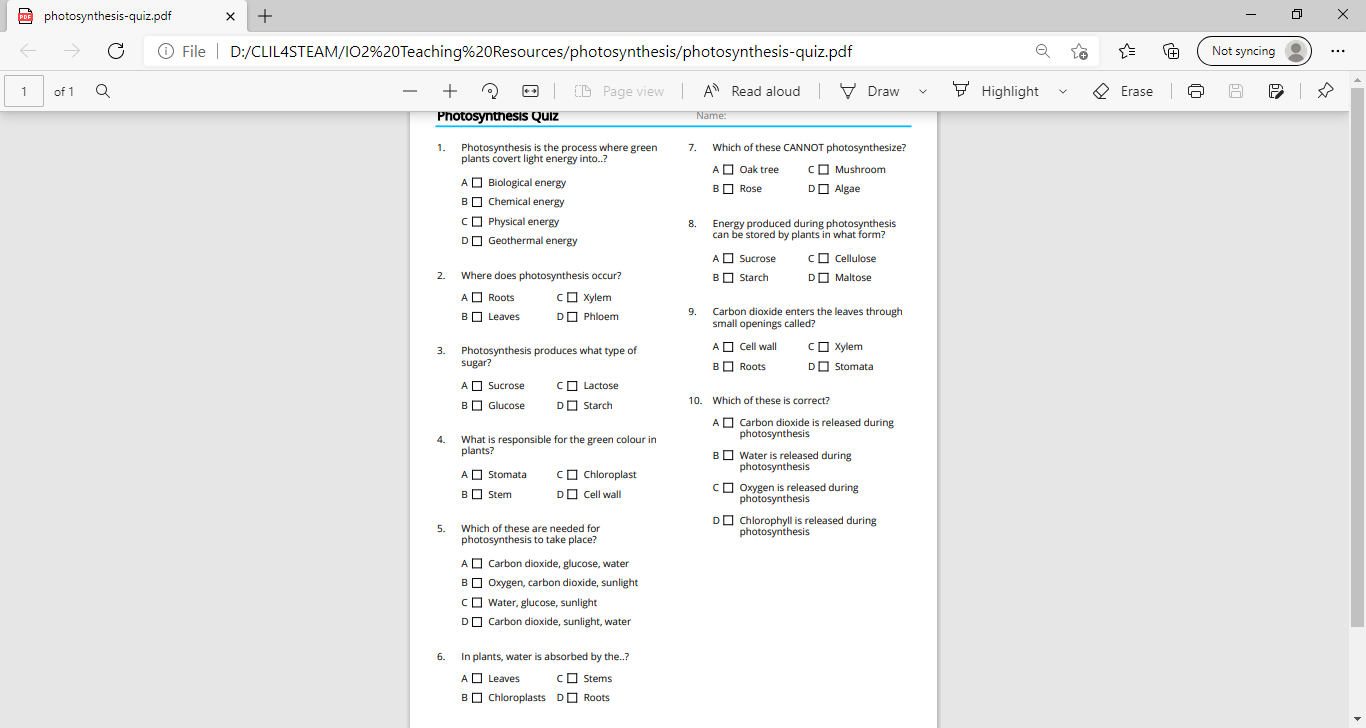 photosynthesis-quiz.pdf
File
D:/CLIL4STEAM/IO2%20Teaching%20Resources/photosynthesis/photosynthesis-quiz.pdf
Not syncing
1 of 1
Page view
Read aloud
Draw
Highlight
Erase
Photosynthesis Quiz
Name:
1. Photosynthesis is the process where green
plants covert light energy into..?
A Biological energy
B Chemical energy
C Physical energy
D Geothermal energy
2. Where does photosynthesis occur?
A Roots C Xylem
B Leaves D Phloem
3. Photosynthesis produces what type of
sugar?
A Sucrose C Lactose
B Glucose D Starch
4. What is responsible for the green colour in
plants?
A Stomata C Chloroplast
B Stem D Cell wall
5. Which of these are needed for
photosynthesis to take place?
A Carbon dioxide, glucose, water
B Oxygen, carbon dioxide, sunlight
C Water, glucose, sunlight
D Carbon dioxide, sunlight, water
6. In plants, water is absorbed by the..?
A Leaves C Stems
B Chloroplasts D Roots
7. Which of these CANNOT photosynthesize?
A Oak tree C Mushroom
B Rose D Algae
8. Energy produced during photosynthesis
can be stored by plants in what form?
A Sucrose C Cellulose
B Starch D Maltose
9. Carbon dioxide enters the leaves through
small openings called?
A Cell wall C Xylem
B Roots D Stomata
10. Which of these is correct?
A Carbon dioxide is released during
photosynthesis
B Water is released during
photosynthesis
C Oxygen is released during
photosynthesis
D Chlorophyll is released during
photosynthesis